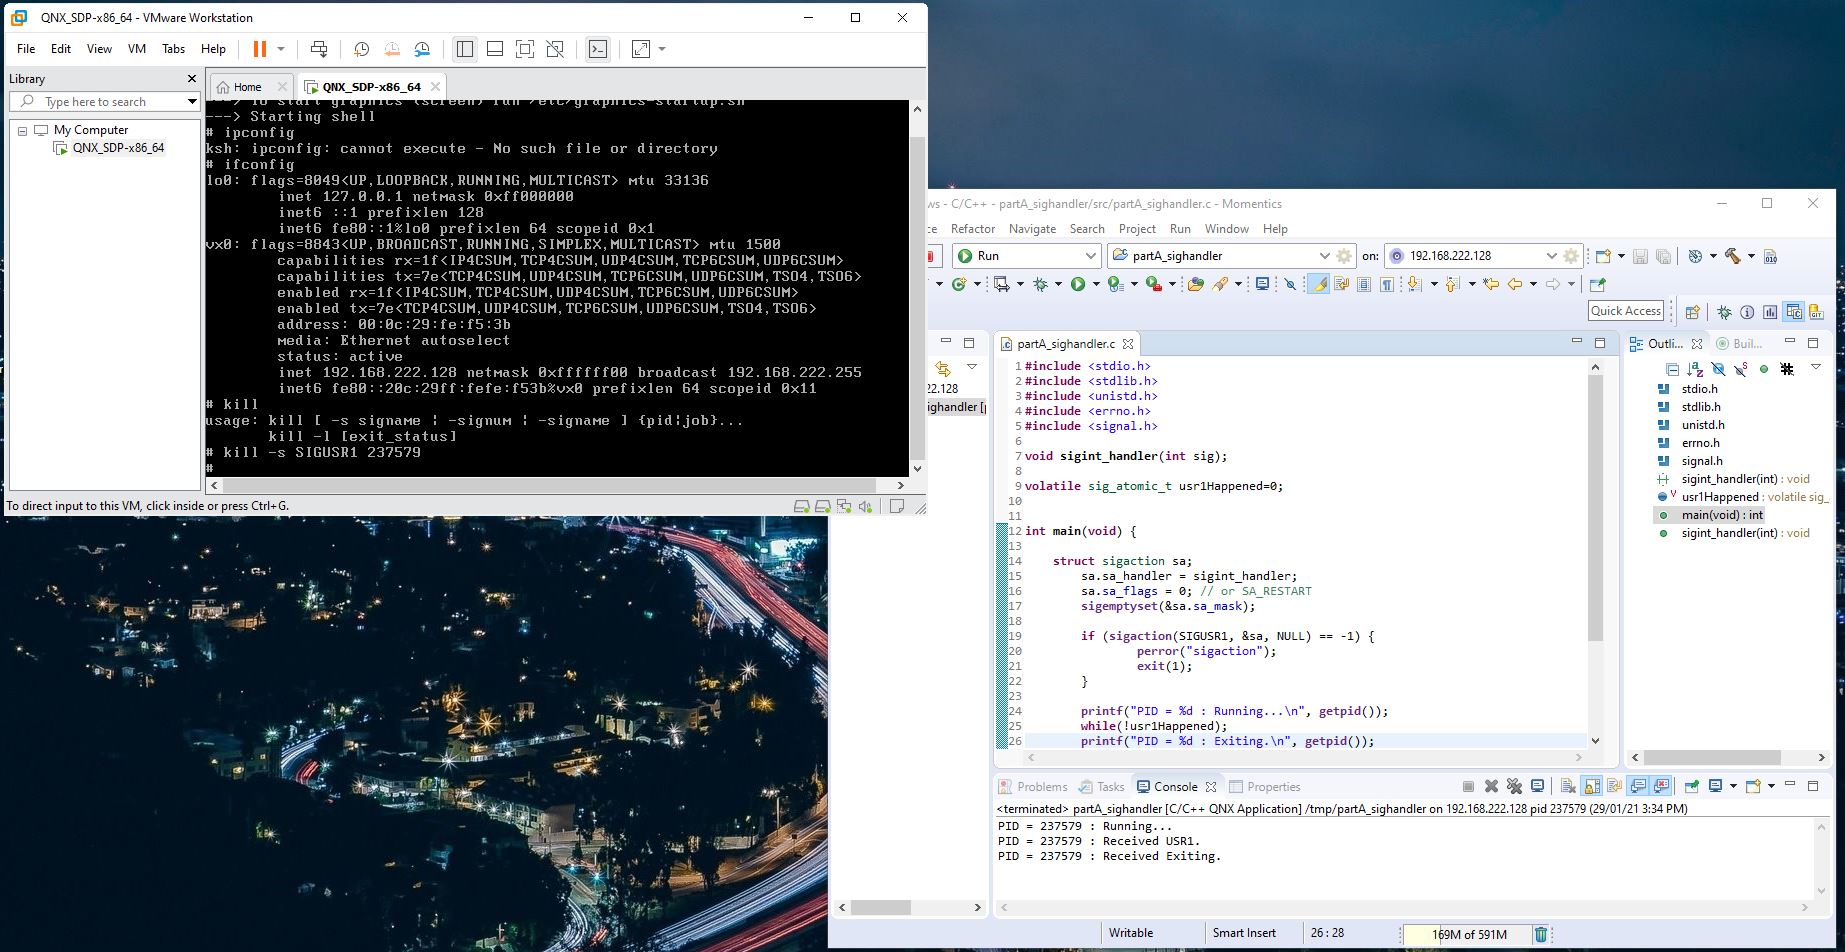 QNX_SDP-x86_64 - VMware Workstation
File Edit View VM Tabs Help
Library
Type here to search
My Computer
QNX_SDP-x86_64
Home
QNX_SDP-x86_64
---> To start graphics (screen) run /etc/graphics-startup.sh
---> Starting shell
# ipconfig
ksh: ipconfig: cannot execute - No such file or directory
# ifconfig
lo0: flags=8049<UP,LOOPBACK,RUNNING,MULTICAST> mtu 33136
inet 127.0.0.1 netmask 0xff000000
inet6 ::1 prefixlen 128
inet6 fe80::1%lo0 prefixlen 64 scopeid 0x1
vx0: flags=8843<UP,BROADCAST,RUNNING,SIMPLEX,MULTICAST> mtu 1500
capabilities rx=1f<IP4CSUM,TCP4CSUM,UDP4CSUM,TCP6CSUM,UDP6CSUM>
capabilities tx=7e<TCP4CSUM,UDP4CSUM,TCP6CSUM,UDP6CSUM,TSO4,TSO6>
enabled rx=1f<IP4CSUM,TCP4CSUM,UDP4CSUM,TCP6CSUM,UDP6CSUM>
enabled tx=7e<TCP4CSUM,UDP4CSUM,TCP6CSUM,UDP6CSUM,TSO4,TSO6>
address: 00:0c:29:fe:f5:3b
media: Ethernet autoselect
status: active
inet 192.168.222.128 netmask 0xffffff00 broadcast 192.168.222.255
inet6 fe80::20c:29ff:fefe:f53b%vx0 prefixlen 64 scopeid 0x11
# kill
usage: kill [ -s signame | -signum | -signame ] {pid|job}...
kill -l [exit_status]
# kill -s SIGUSR1 237579
#
To direct input to this VM, click inside or press Ctrl+G.
ws - C/C++ - partA_sighandler/src/partA_sighandler.c - Momentics
ce Refactor Navigate Search Project Run Window Help
Run
partA_sighandler
on: 192.168.222.128
Quick Access
22.128
ighandler [p
partA_sighandler.c
1 #include <stdio.h>
2 #include <stdlib.h>
3 #include <unistd.h>
4 #include <errno.h>
5 #include <signal.h>
6
7 void sigint_handler(int sig);
8
9 volatile sig_atomic_t usr1Happened=0;
10
11
12 int main(void) {
13
14 struct sigaction sa;
15 sa.sa_handler = sigint_handler;
16 sa.sa_flags = 0; // or SA_RESTART
17 sigemptyset(&sa.sa_mask);
18
19 if (sigaction(SIGUSR1, &sa, NULL) == -1) {
20 perror("sigaction");
21 exit(1);
22 }
23
24 printf("PID = %d : Running...\n", getpid());
25 while(!usr1Happened);
26 printf("PID = %d : Exiting.\n", getpid());
Outli...
Buil...
stdio.h
stdlib.h
unistd.h
errno.h
signal.h
sigint_handler(int) : void
usr1Happened : volatile sig_
main(void) : int
sigint_handler(int) : void
Problems Tasks Console Properties
<terminated> partA_sighandler [C/C++ QNX Application] /tmp/partA_sighandler on 192.168.222.128 pid 237579 (29/01/21 3:34 PM)
PID = 237579 : Running...
PID = 237579 : Received USR1.
PID = 237579 : Received Exiting.
Writable
Smart Insert
26 : 28
169M of 591M